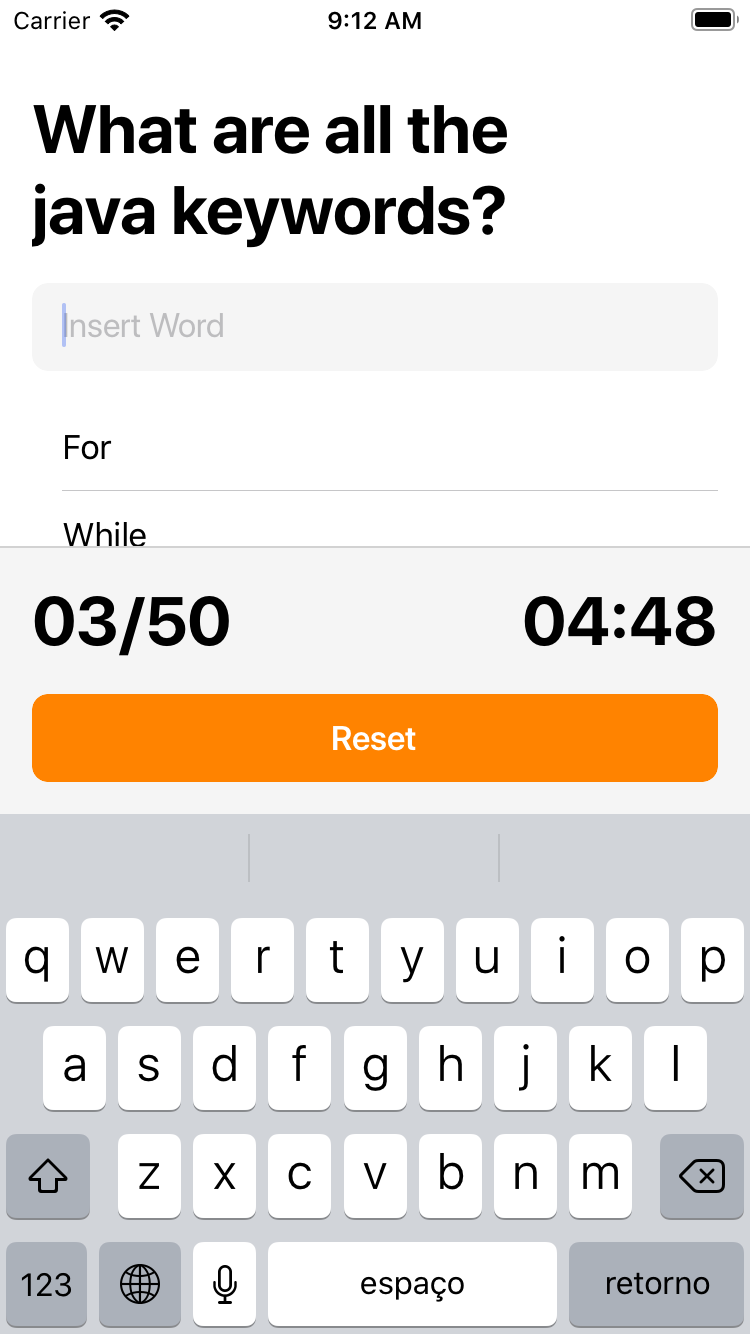 Carrier 9:12 AM
What are all the
java keywords?
Insert Word
For
While
03/50 04:48
Reset
q w e r t y u i o p
a s d f g h j k l
z x c v b n m
123 espaço retorno